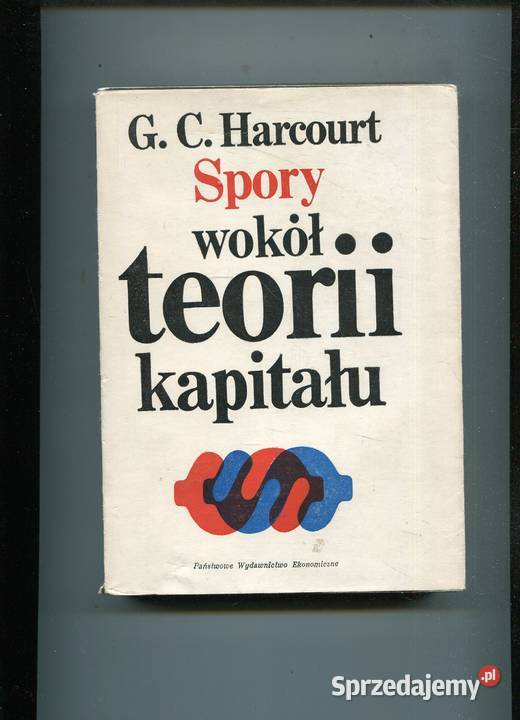 G. C. Harcourt
Spory
wokół
teorii
kapitału
Państwowe Wydawnictwo Ekonomiczne
Sprzedajemy.pl